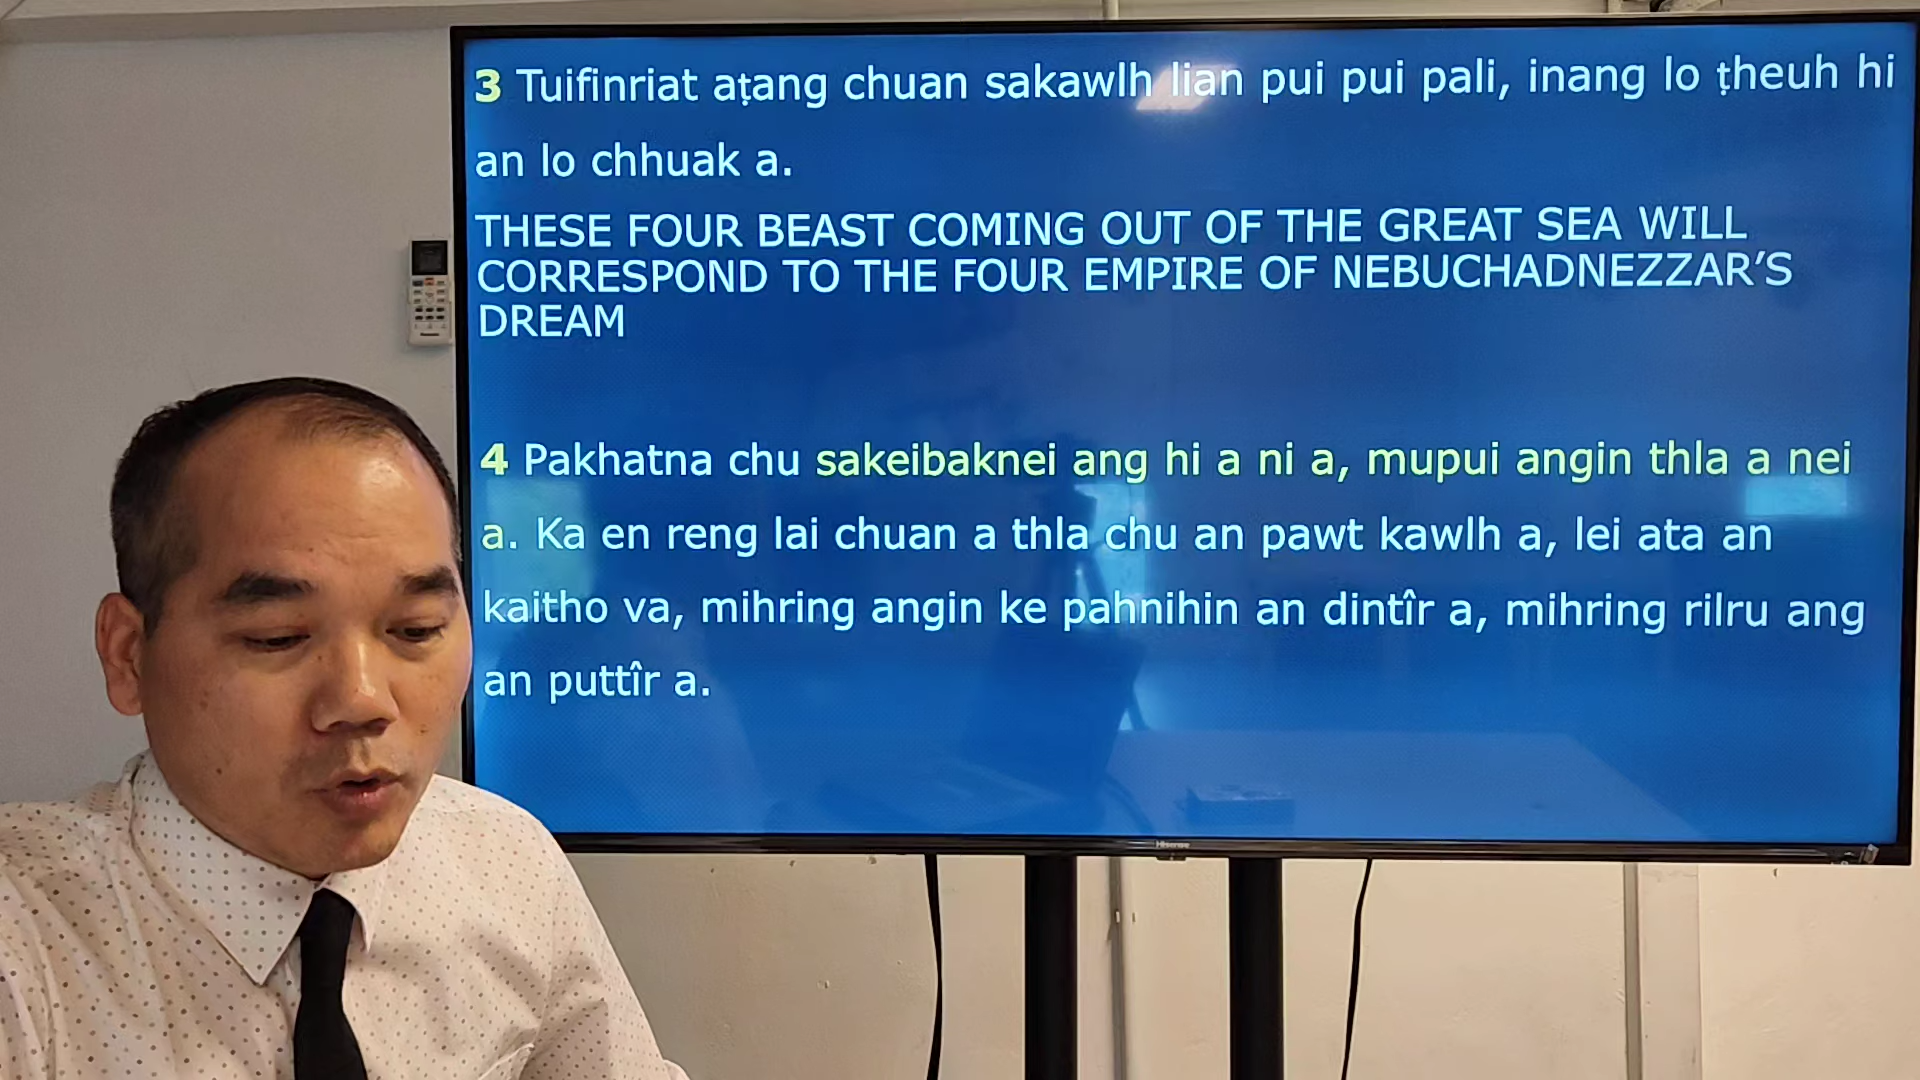 3 Tuifinriat aṭang chuan sakawlh lian pui pui pali, inang lo ṭheuh hi
an lo chhuak a.
THESE FOUR BEAST COMING OUT OF THE GREAT SEA WILL
CORRESPOND TO THE FOUR EMPIRE OF NEBUCHADNEZZAR’S
DREAM
4 Pakhatna chu sakeibaknei ang hi a ni a, mupui angin thla a nei
a. Ka en reng lai chuan a thla chu an pawt kawlh a, lei ata an
kaitho va, mihring angin ke pahnihin an dintîr a, mihring rilru ang
an puttîr a.
Hisense